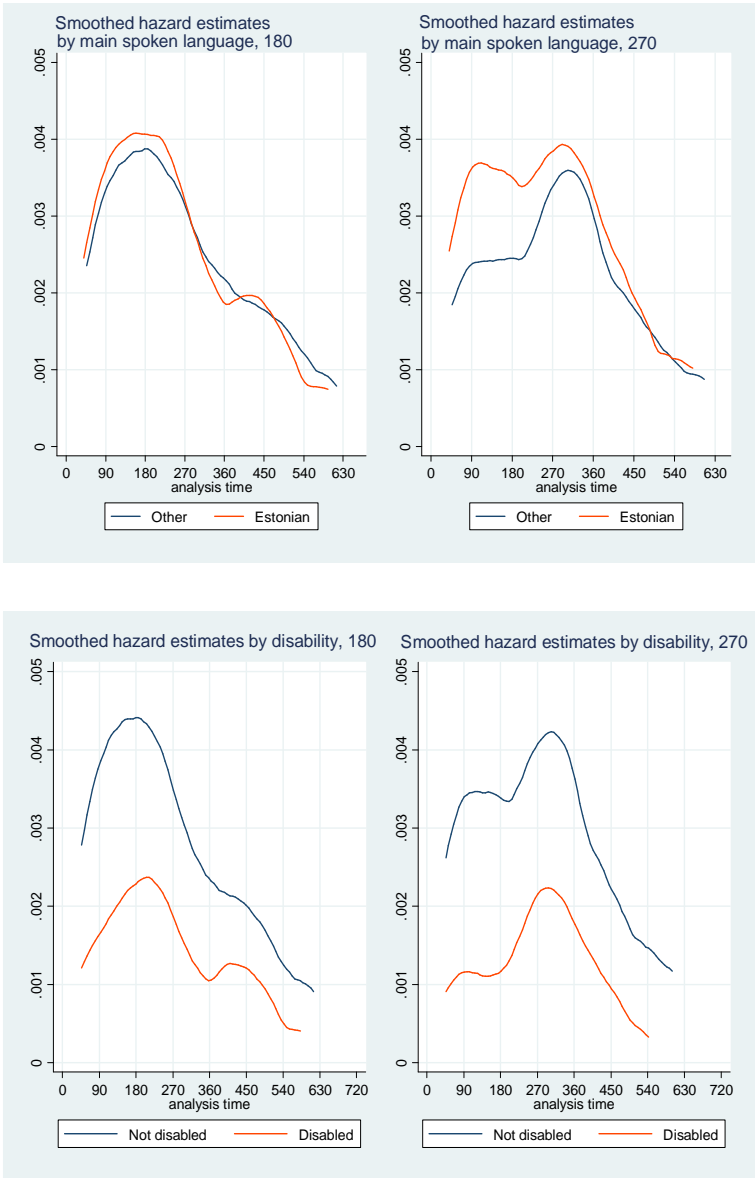 Smoothed hazard estimates
by main spoken language, 180
.005
.004
.003
.002
.001
0
0 90 180 270 360 450 540 630
analysis time
Other Estonian
Smoothed hazard estimates
by main spoken language, 270
.005
.004
.003
.002
.001
0
0 90 180 270 360 450 540 630
analysis time
Other Estonian
Smoothed hazard estimates by disability, 180
.005
.004
.003
.002
.001
0
0 90 180 270 360 450 540 630 720
analysis time
Not disabled Disabled
Smoothed hazard estimates by disability, 270
.005
.004
.003
.002
.001
0
0 90 180 270 360 450 540 630 720
analysis time
Not disabled Disabled